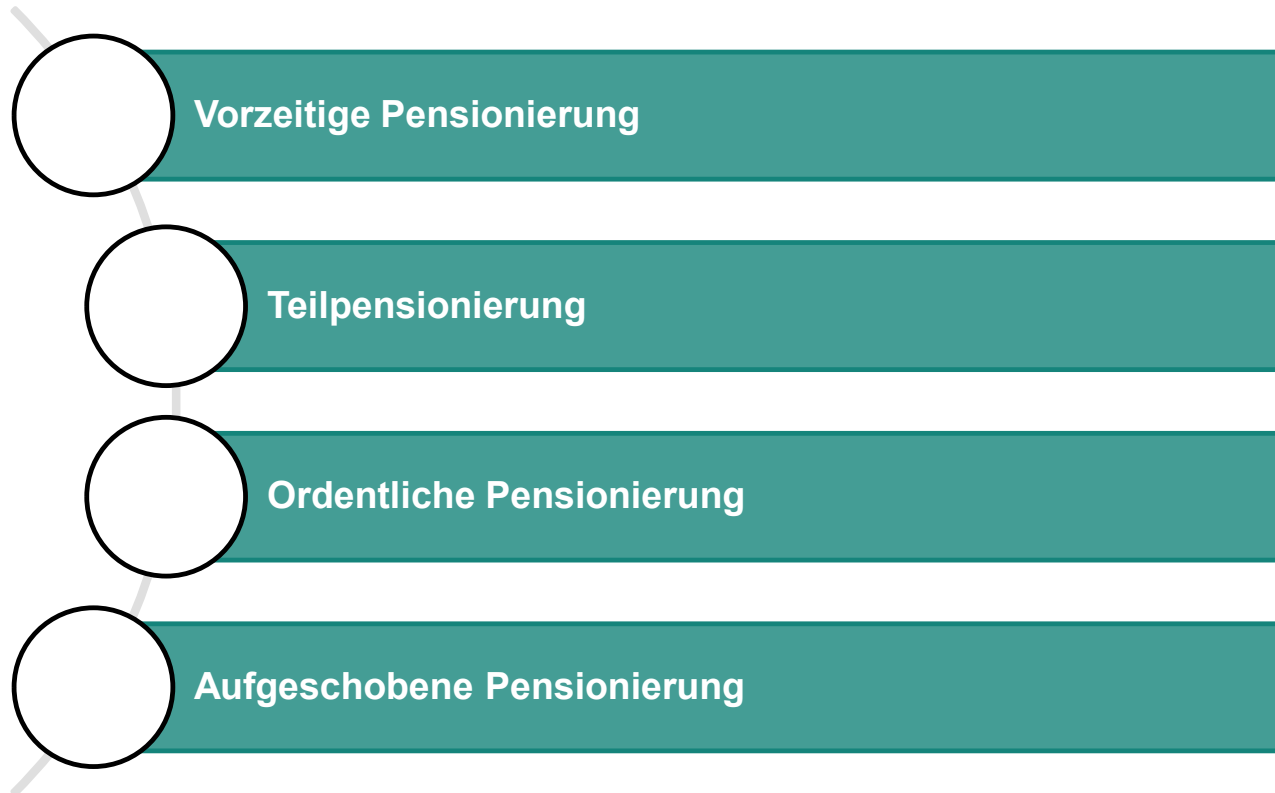 Vorzeitige Pensionierung
Teilpensionierung
Ordentliche Pensionierung
Aufgeschobene Pensionierung